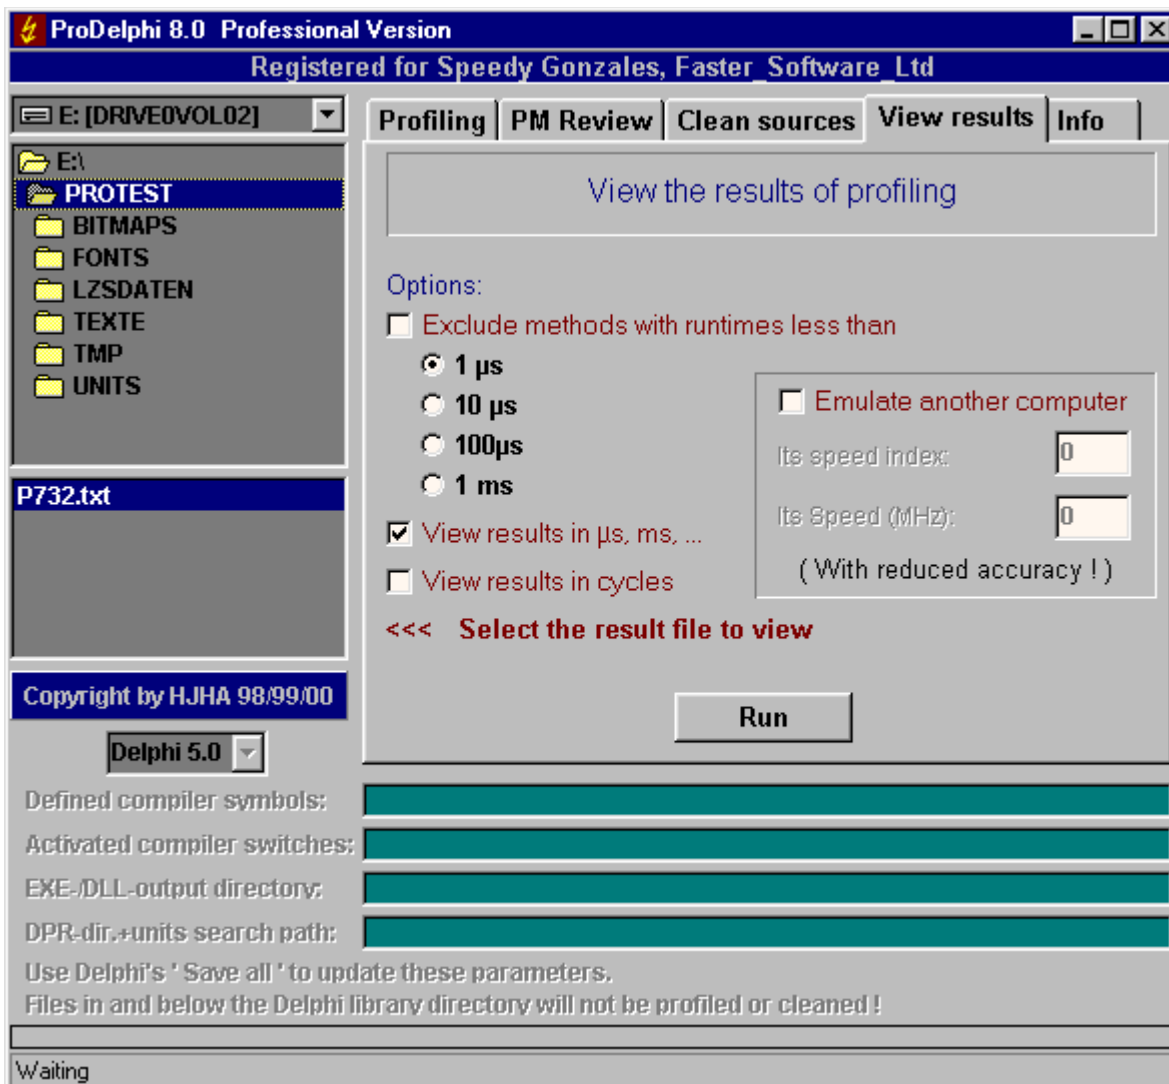 ProDelphi 8.0 Professional Version
Registered for Speedy Gonzales, Faster_Software_Ltd
E: [DRIVE0VOL02]
E:\
PROTEST
BITMAPS
FONTS
LZSDATEN
TEXTE
TMP
UNITS
P732.txt
Copyright by HJHA 98/99/00
Delphi 5.0
Profiling
PM Review
Clean sources
View results
Info
View the results of profiling
Options:
Exclude methods with runtimes less than
1 µs
10 µs
100µs
1 ms
View results in µs, ms, ...
View results in cycles
Emulate another computer
Its speed index:
0
Its Speed (MHz):
0
( With reduced accuracy ! )
<<< Select the result file to view
Run
Defined compiler symbols:
Activated compiler switches:
EXE-/DLL-output directory:
DPR-dir.+units search path:
Use Delphi's ' Save all ' to update these parameters.
Files in and below the Delphi library directory will not be profiled or cleaned !
Waiting